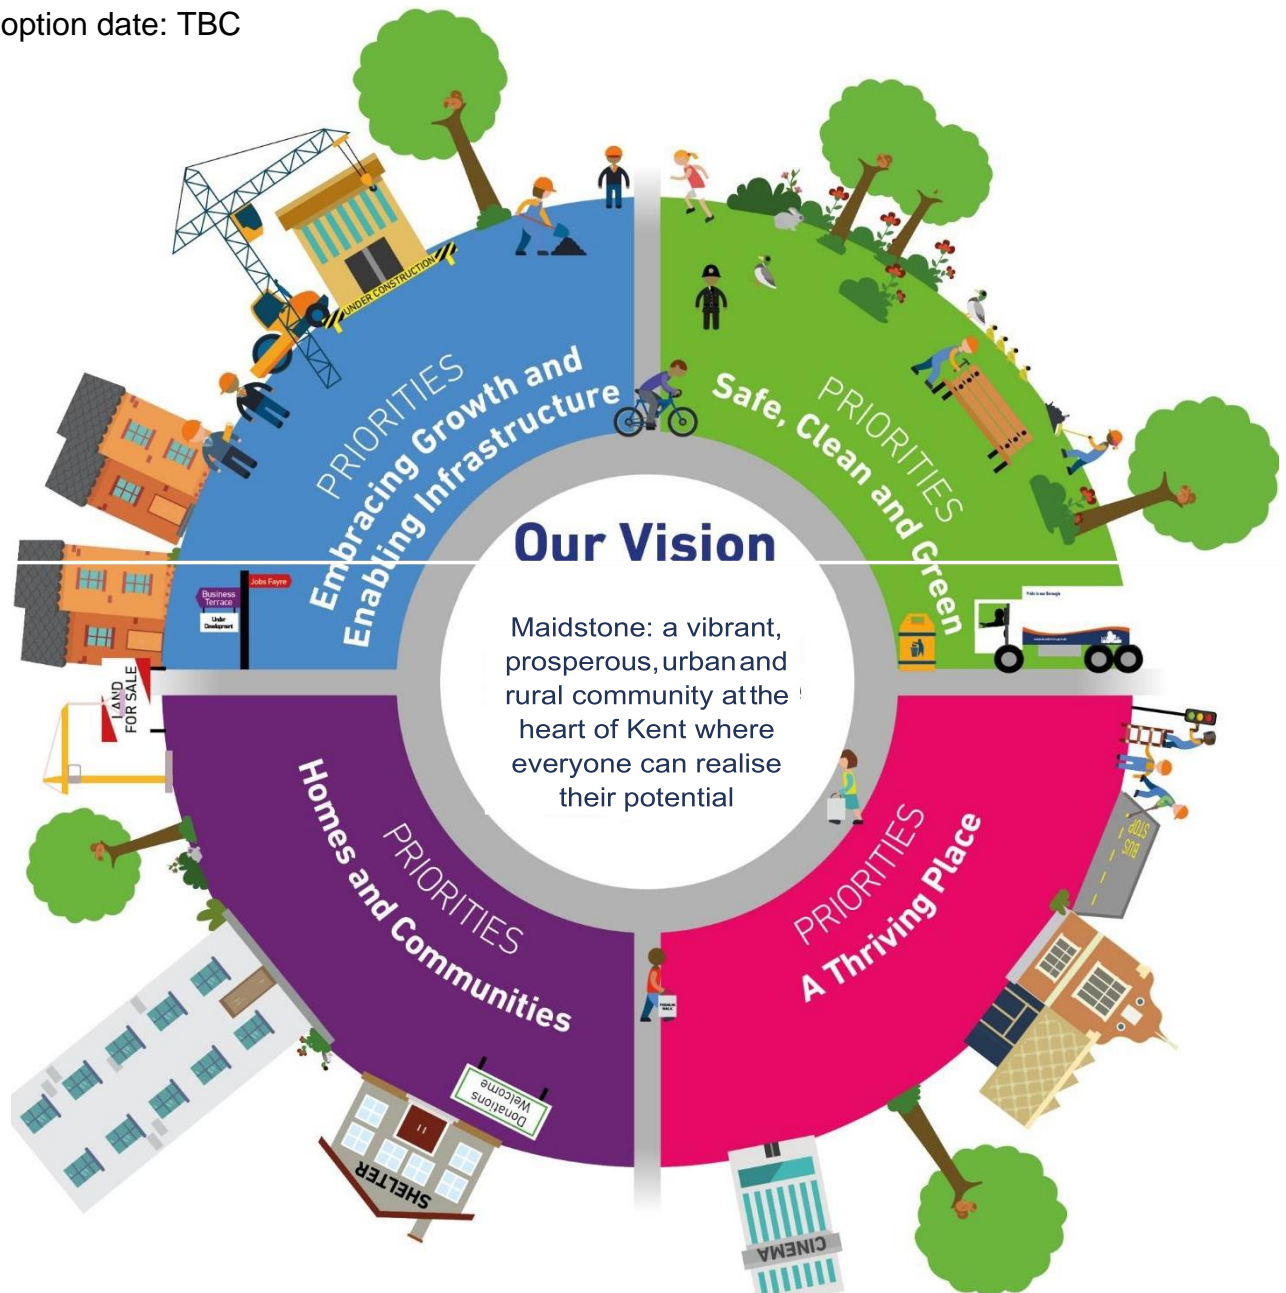 option date: TBC
UNDER CONSTRUCTION
PRIORITIES
Embracing Growth and
Enabling Infrastructure
PRIORITIES
Safe, Clean and Green
Our Vision
Maidstone: a vibrant,
prosperous, urban and
rural community at the
heart of Kent where
everyone can realise
their potential
Jobs Fayre
Business
Terrace
Under
Development
LAND
FOR SALE
PRIORITIES
Homes and Communities
PRIORITIES
A Thriving Place
BUS
STOP
Donations
Welcome
SHELTER
CINEMA